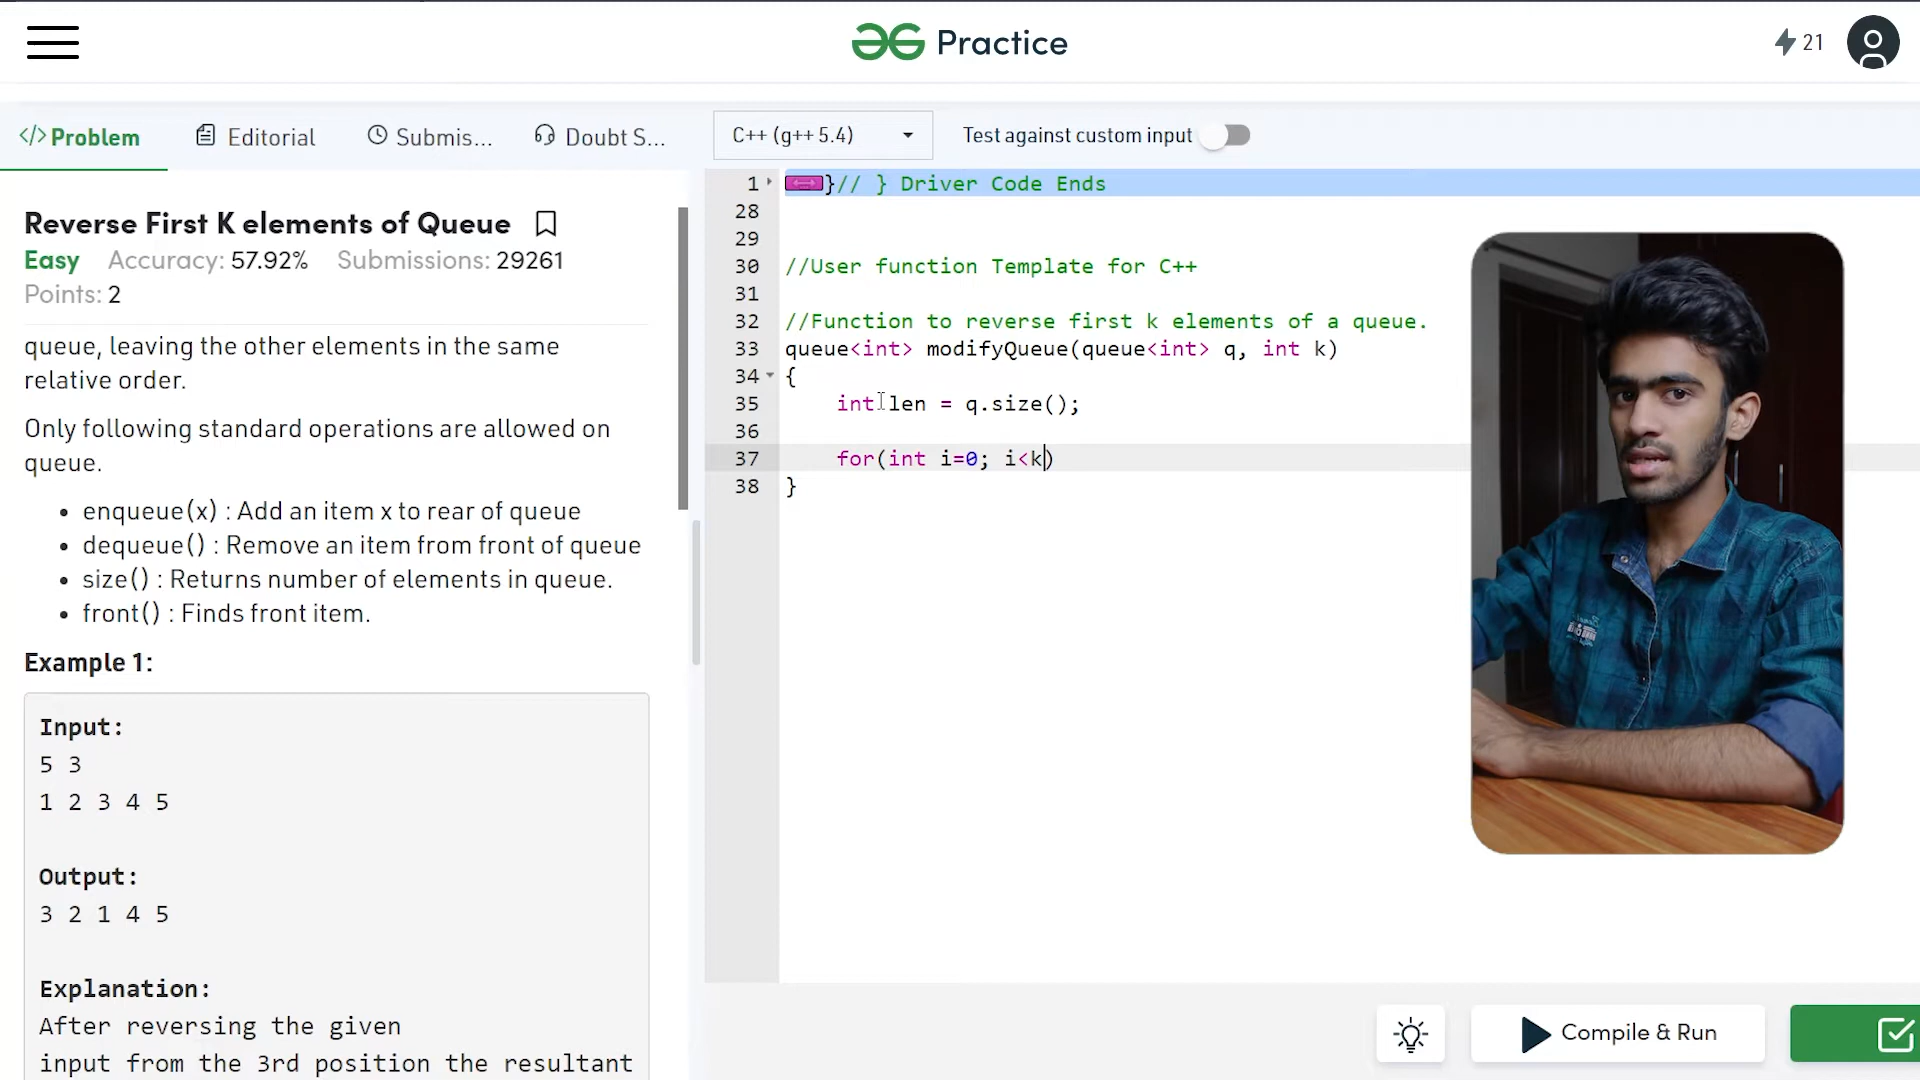 Practice
21
Problem
Editorial
Submis...
Doubt S...
C++ (g++ 5.4)
Test against custom input
Reverse First K elements of Queue
Easy Accuracy: 57.92% Submissions: 29261
Points: 2
queue, leaving the other elements in the same
relative order.
Only following standard operations are allowed on
queue.
• enqueue(x) : Add an item x to rear of queue
• dequeue() : Remove an item from front of queue
• size() : Returns number of elements in queue.
• front() : Finds front item.
Example 1:
Input:
5 3
1 2 3 4 5
Output:
3 2 1 4 5
Explanation:
After reversing the given
input from the 3rd position the resultant
1 }// } Driver Code Ends
28
29
30 //User function Template for C++
31
32 //Function to reverse first k elements of a queue.
33 queue<int> modifyQueue(queue<int> q, int k)
34 {
35 int len = q.size();
36
37 for(int i=0; i<k)
38 }
Compile & Run